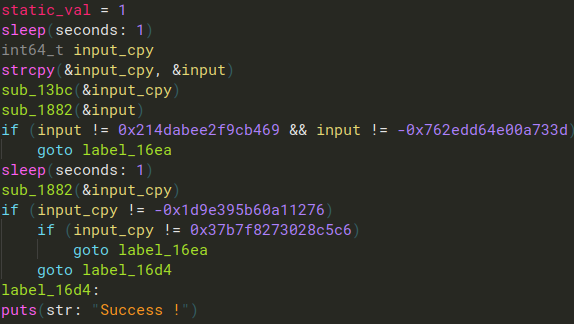 static_val = 1
sleep(seconds: 1)
int64_t input_cpy
strcpy(&input_cpy, &input)
sub_13bc(&input_cpy)
sub_1882(&input)
if (input != 0x214dabee2f9cb469 && input != -0x762edd64e00a733d)
goto label_16ea
sleep(seconds: 1)
sub_1882(&input_cpy)
if (input_cpy != -0x1d9e395b60a11276)
if (input_cpy != 0x37b7f8273028c5c6)
goto label_16ea
goto label_16d4
label_16d4:
puts(str: "Success !")